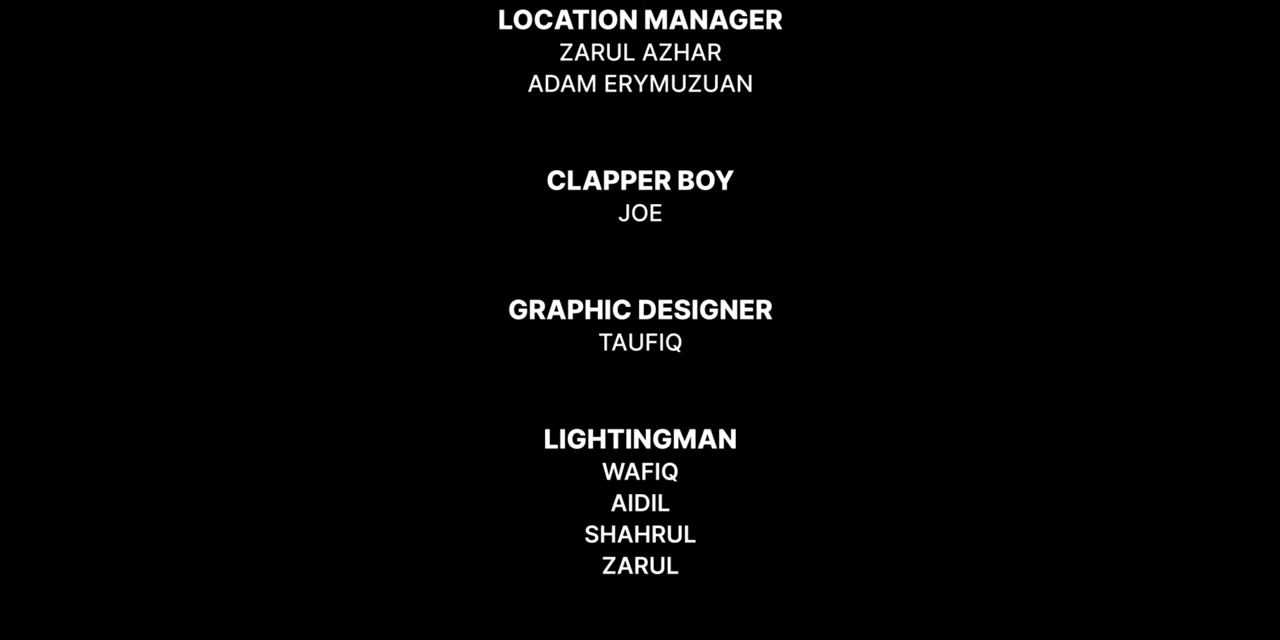 LOCATION MANAGER
ZARUL AZHAR
ADAM ERYMUZUAN
CLAPPER BOY
JOE
GRAPHIC DESIGNER
TAUFIQ
LIGHTINGMAN
WAFIQ
AIDIL
SHAHRUL
ZARUL